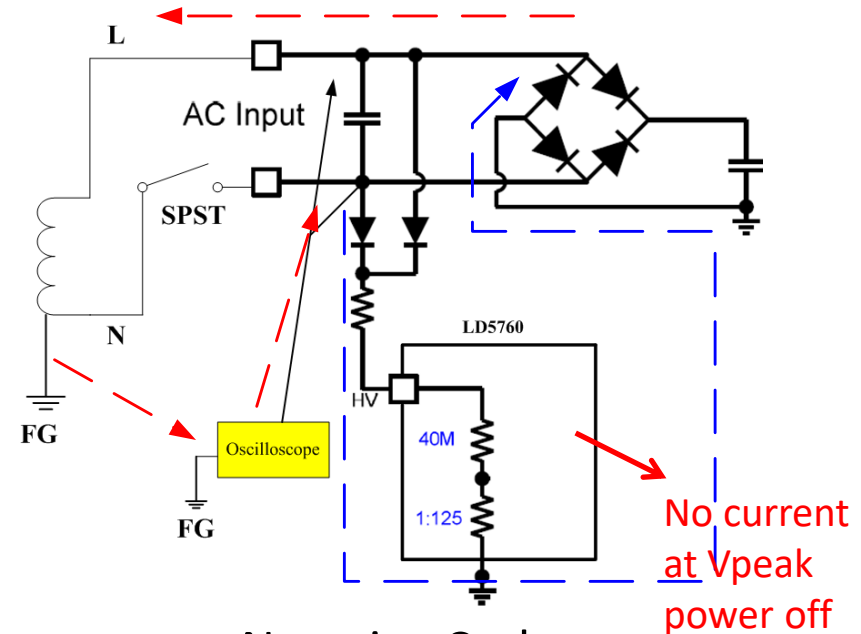 L
AC Input
SPST
N
LD5760
HV
FG
Oscilloscope
40M
FG
1:125
No current
at Vpeak
power off